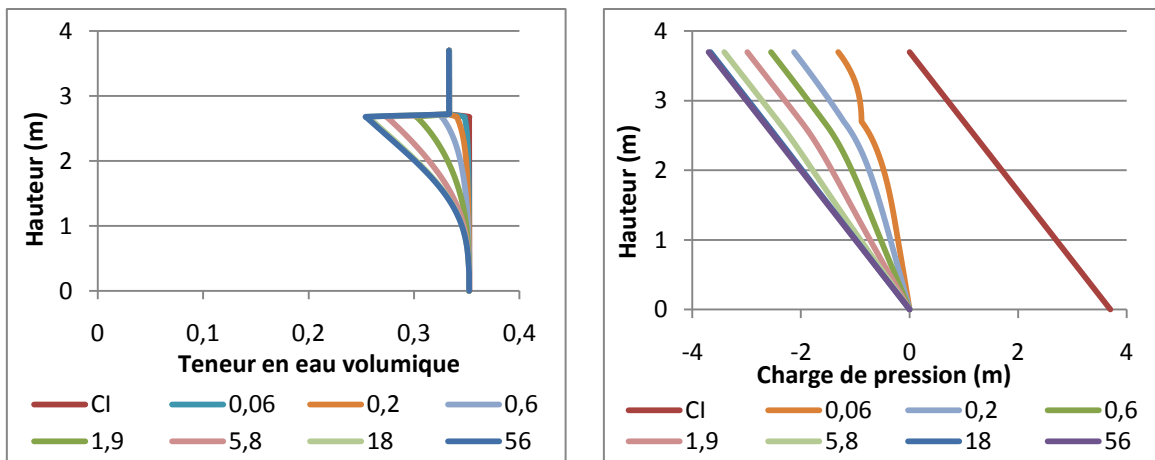 4
3
2
1
0
Hauteur (m)
0 0,1 0,2 0,3 0,4
Teneur en eau volumique
CI 0,06 0,2 0,6
1,9 5,8 18 56
4
3
2
1
0
Hauteur (m)
-4 -2 0 2 4
Charge de pression (m)
CI 0,06 0,2 0,6
1,9 5,8 18 56